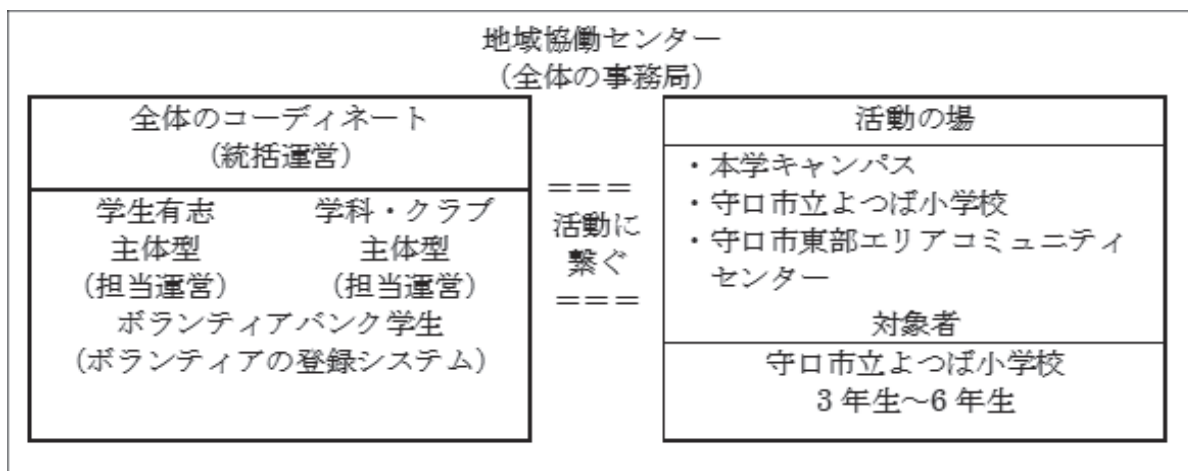 地域協働センター
（全体の事務局）
全体のコーディネート
（統括運営）
学生有志　学科・クラブ
主体型　主体型
（担当運営）　（担当運営）
ボランティアバンク学生
（ボランティアの登録システム）
＝＝＝
活動に
繋ぐ
＝＝＝
活動の場
・本学キャンパス
・守口市立よつば小学校
・守口市東部エリアコミュニティ
センター
対象者
守口市立よつば小学校
3 年生～6 年生